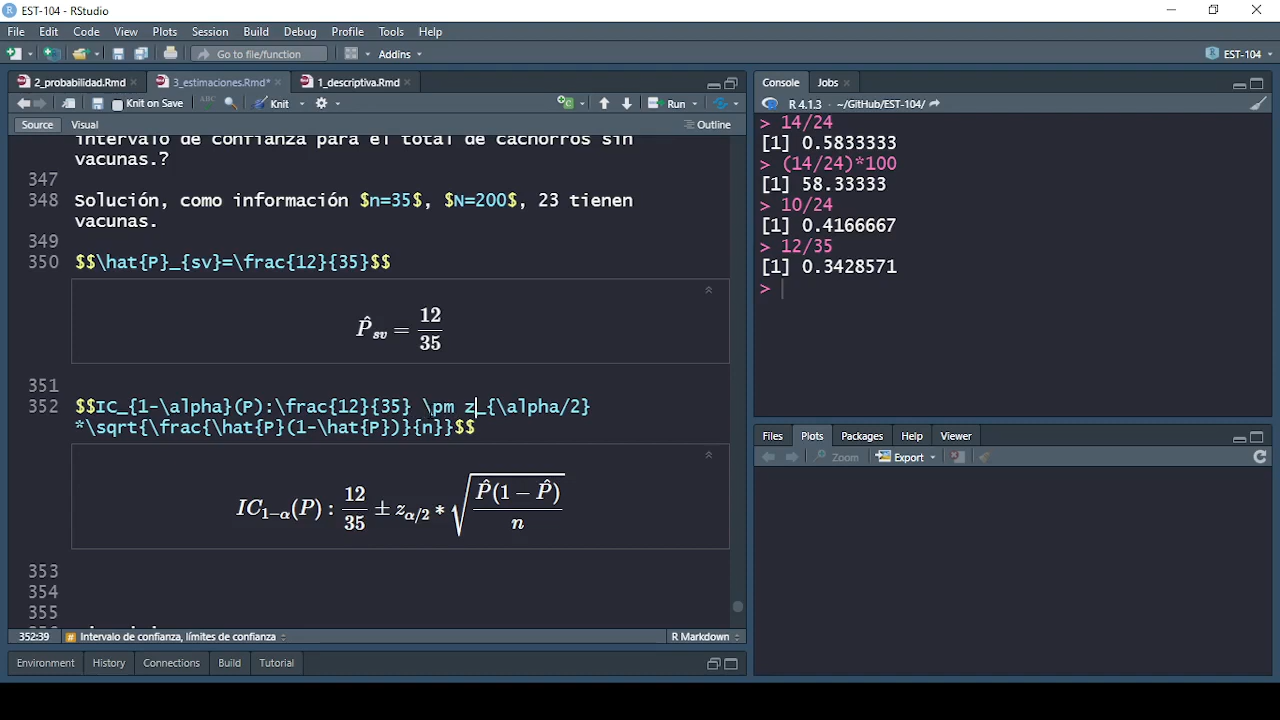 EST-104 - RStudio
File Edit Code View Plots Session Build Debug Profile Tools Help
Go to file/function Addins EST-104
2_probabilidad.Rmd 3_estimaciones.Rmd* 1_descriptiva.Rmd
Knit on Save ABC Knit Run
Source Visual Outline
intervalo de confianza para el total de cachorros sin
vacunas.?
347
348 Solución, como información $n=35$, $N=200$, 23 tienen
vacunas.
349
350 $$\hat{P}_{sv}=\frac{12}{35}$$
P̂sv = 12/35
351
352 $$IC_{1-\alpha}(P):\frac{12}{35} \pm z_{\alpha/2}
*\sqrt{\frac{\hat{P}(1-\hat{P})}{n}}$$
IC1−α(P) : 12/35 ± zα/2 * √(P̂(1 − P̂)/n)
353
354
355
352:39 # Intervalo de confianza, límites de confianza R Markdown
Environment History Connections Build Tutorial
Console Jobs
R 4.1.3 · ~/GitHub/EST-104/
> 14/24
[1] 0.5833333
> (14/24)*100
[1] 58.33333
> 10/24
[1] 0.4166667
> 12/35
[1] 0.3428571
>
Files Plots Packages Help Viewer
Zoom Export